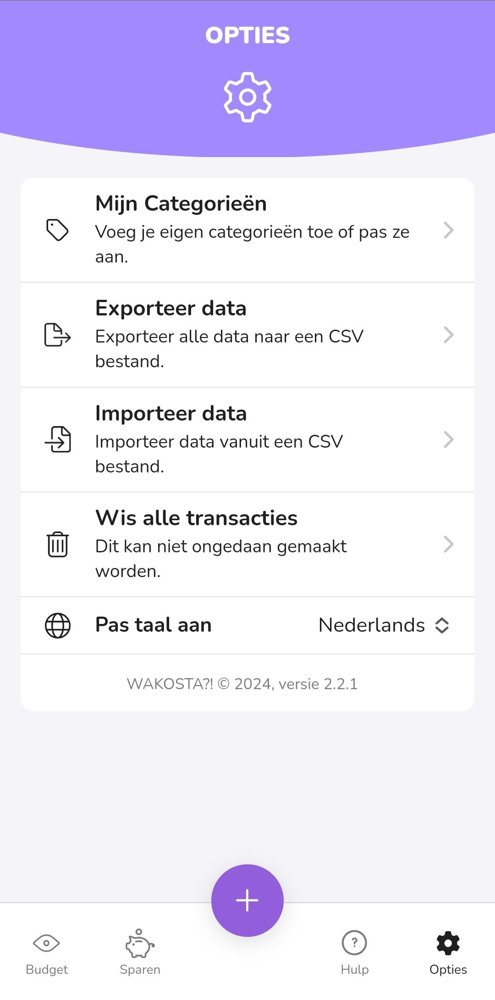 OPTIES
Mijn Categorieën
Voeg je eigen categorieën toe of pas ze
aan.
Exporteer data
Exporteer alle data naar een CSV
bestand.
Importeer data
Importeer data vanuit een CSV
bestand.
Wis alle transacties
Dit kan niet ongedaan gemaakt
worden.
Pas taal aan
Nederlands
WAKOSTA?! © 2024, versie 2.2.1
Budget
Sparen
Hulp
Opties